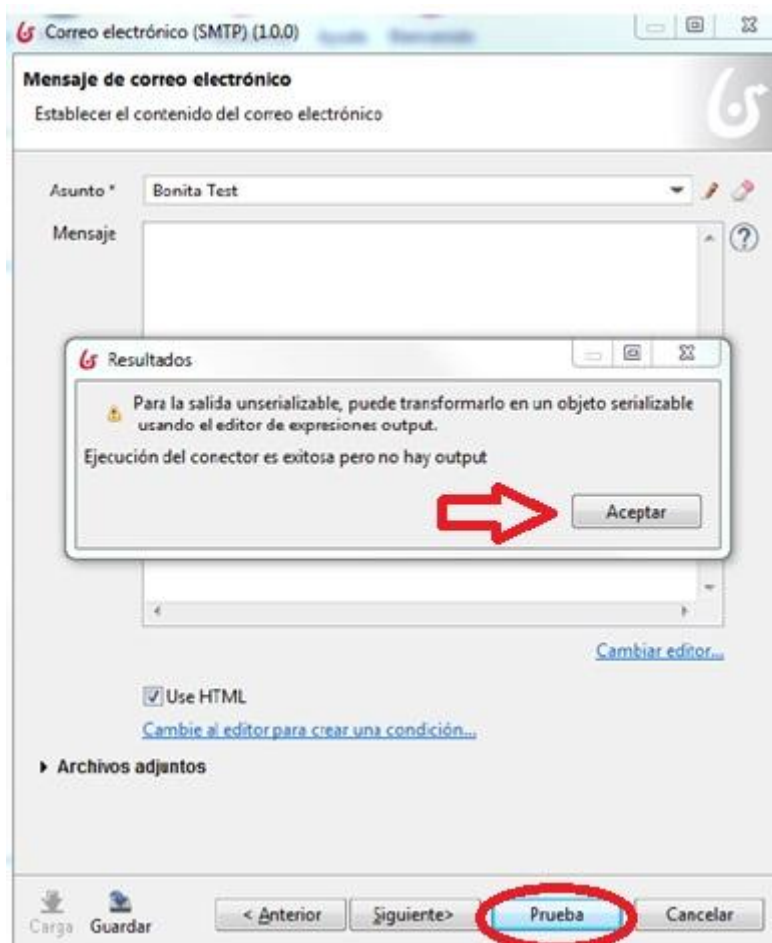 Correo electrónico (SMTP) (1.0.0)
Mensaje de correo electrónico
Establecer el contenido del correo electrónico
Asunto *
Bonita Test
Mensaje
Resultados
Para la salida unserializable, puede transformarlo en un objeto serializable
usando el editor de expresiones output.
Ejecución del conector es exitosa pero no hay output
Aceptar
Cambiar editor...
Use HTML
Cambie al editor para crear una condición...
Archivos adjuntos
Carga Guardar < Anterior Siguiente> Prueba Cancelar